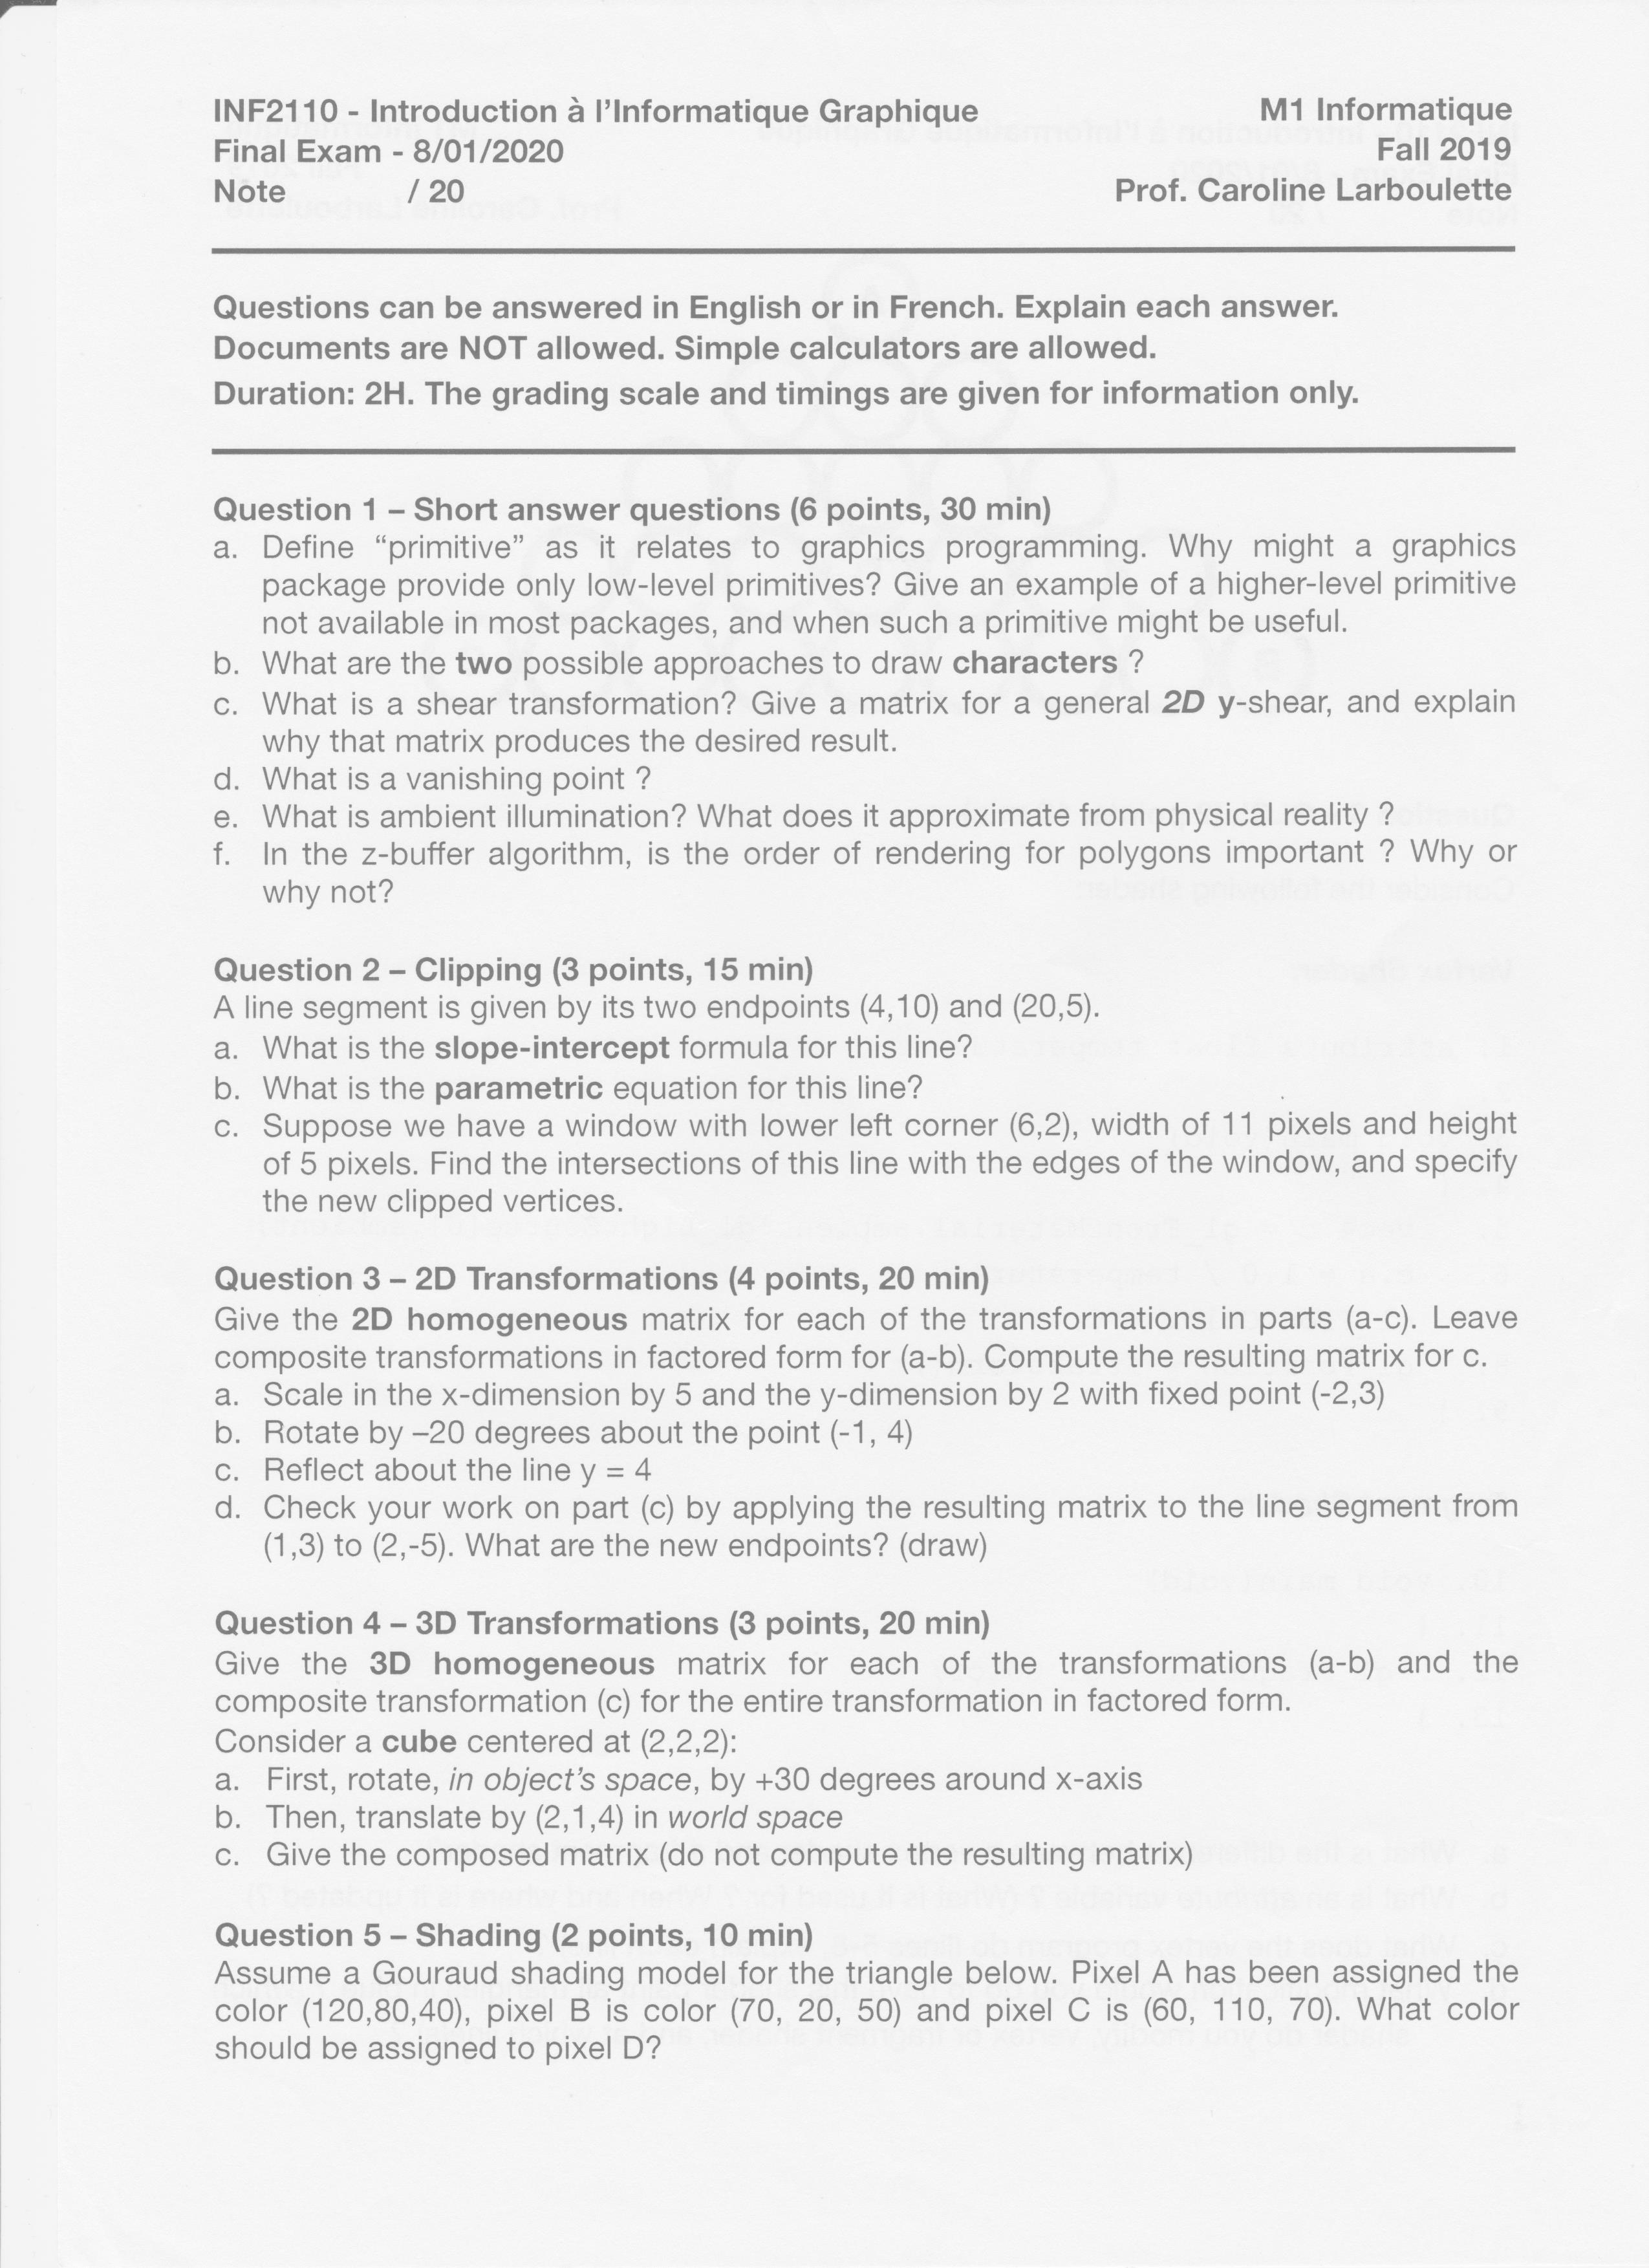 INF2110 - Introduction à l'Informatique Graphique
M1 Informatique
Final Exam - 8/01/2020
Fall 2019
Note / 20
Prof. Caroline Larboulette
Questions can be answered in English or in French. Explain each answer.
Documents are NOT allowed. Simple calculators are allowed.
Duration: 2H. The grading scale and timings are given for information only.
Question 1 – Short answer questions (6 points, 30 min)
a. Define “primitive” as it relates to graphics programming. Why might a graphics
package provide only low-level primitives? Give an example of a higher-level primitive
not available in most packages, and when such a primitive might be useful.
b. What are the two possible approaches to draw characters ?
c. What is a shear transformation? Give a matrix for a general 2D y-shear, and explain
why that matrix produces the desired result.
d. What is a vanishing point ?
e. What is ambient illumination? What does it approximate from physical reality ?
f. In the z-buffer algorithm, is the order of rendering for polygons important ? Why or
why not?
Question 2 – Clipping (3 points, 15 min)
A line segment is given by its two endpoints (4,10) and (20,5).
a. What is the slope-intercept formula for this line?
b. What is the parametric equation for this line?
c. Suppose we have a window with lower left corner (6,2), width of 11 pixels and height
of 5 pixels. Find the intersections of this line with the edges of the window, and specify
the new clipped vertices.
Question 3 – 2D Transformations (4 points, 20 min)
Give the 2D homogeneous matrix for each of the transformations in parts (a-c). Leave
composite transformations in factored form for (a-b). Compute the resulting matrix for c.
a. Scale in the x-dimension by 5 and the y-dimension by 2 with fixed point (-2,3)
b. Rotate by –20 degrees about the point (-1, 4)
c. Reflect about the line y = 4
d. Check your work on part (c) by applying the resulting matrix to the line segment from
(1,3) to (2,-5). What are the new endpoints? (draw)
Question 4 – 3D Transformations (3 points, 20 min)
Give the 3D homogeneous matrix for each of the transformations (a-b) and the
composite transformation (c) for the entire transformation in factored form.
Consider a cube centered at (2,2,2):
a. First, rotate, in object's space, by +30 degrees around x-axis
b. Then, translate by (2,1,4) in world space
c. Give the composed matrix (do not compute the resulting matrix)
Question 5 – Shading (2 points, 10 min)
Assume a Gouraud shading model for the triangle below. Pixel A has been assigned the
color (120,80,40), pixel B is color (70, 20, 50) and pixel C is (60, 110, 70). What color
should be assigned to pixel D?